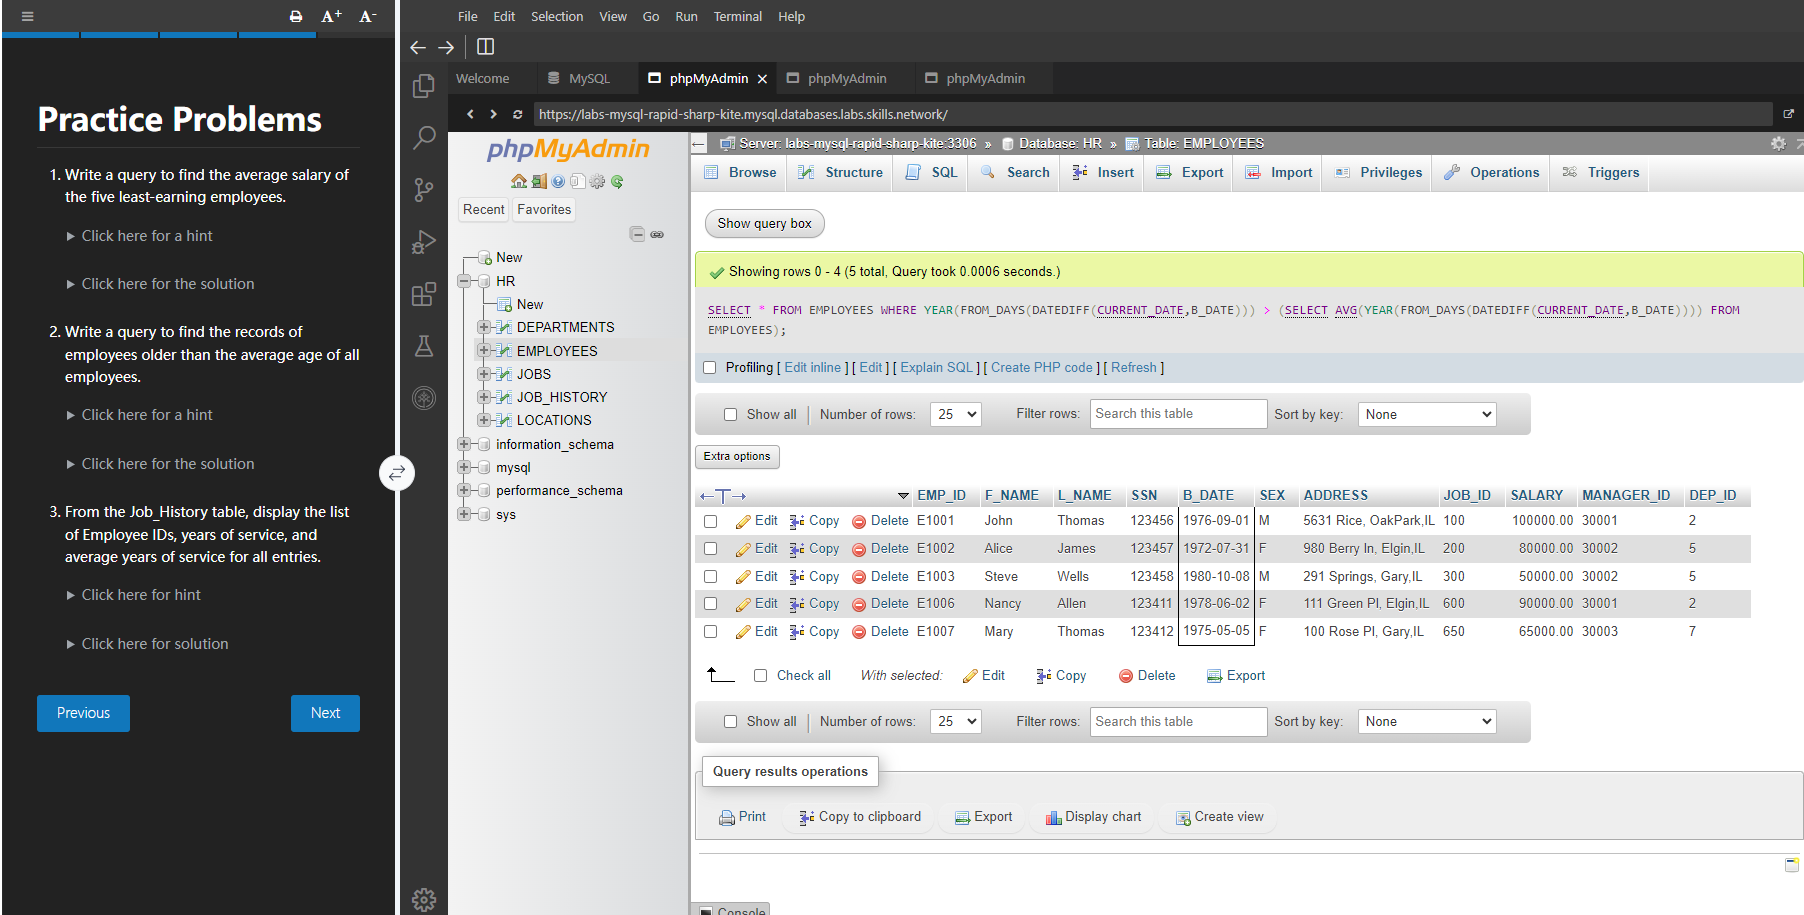 A+ A-
Practice Problems
1. Write a query to find the average salary of
the five least-earning employees.
Click here for a hint
Click here for the solution
2. Write a query to find the records of
employees older than the average age of all
employees.
Click here for a hint
Click here for the solution
3. From the Job_History table, display the list
of Employee IDs, years of service, and
average years of service for all entries.
Click here for hint
Click here for solution
Previous Next
File Edit Selection View Go Run Terminal Help
Welcome MySQL phpMyAdmin phpMyAdmin phpMyAdmin
https://labs-mysql-rapid-sharp-kite.mysql.databases.labs.skills.network/
phpMyAdmin
Recent Favorites
New
HR
New
DEPARTMENTS
EMPLOYEES
JOBS
JOB_HISTORY
LOCATIONS
information_schema
mysql
performance_schema
sys
Server: labs-mysql-rapid-sharp-kite:3306 » Database: HR » Table: EMPLOYEES
Browse Structure SQL Search Insert Export Import Privileges Operations Triggers
Show query box
Showing rows 0 - 4 (5 total, Query took 0.0006 seconds.)
SELECT * FROM EMPLOYEES WHERE YEAR(FROM_DAYS(DATEDIFF(CURRENT_DATE,B_DATE))) > (SELECT AVG(YEAR(FROM_DAYS(DATEDIFF(CURRENT_DATE,B_DATE)))) FROM
EMPLOYEES);
Profiling [ Edit inline ] [ Edit ] [ Explain SQL ] [ Create PHP code ] [ Refresh ]
Show all Number of rows: 25 Filter rows: Search this table Sort by key: None
Extra options
←T→ EMP_ID F_NAME L_NAME SSN B_DATE SEX ADDRESS JOB_ID SALARY MANAGER_ID DEP_ID
Edit Copy Delete E1001 John Thomas 123456 1976-09-01 M 5631 Rice, OakPark,IL 100 100000.00 30001 2
Edit Copy Delete E1002 Alice James 123457 1972-07-31 F 980 Berry ln, Elgin,IL 200 80000.00 30002 5
Edit Copy Delete E1003 Steve Wells 123458 1980-10-08 M 291 Springs, Gary,IL 300 50000.00 30002 5
Edit Copy Delete E1006 Nancy Allen 123411 1978-06-02 F 111 Green Pl, Elgin,IL 600 90000.00 30001 2
Edit Copy Delete E1007 Mary Thomas 123412 1975-05-05 F 100 Rose Pl, Gary,IL 650 65000.00 30003 7
Check all With selected: Edit Copy Delete Export
Show all Number of rows: 25 Filter rows: Search this table Sort by key: None
Query results operations
Print Copy to clipboard Export Display chart Create view
Console